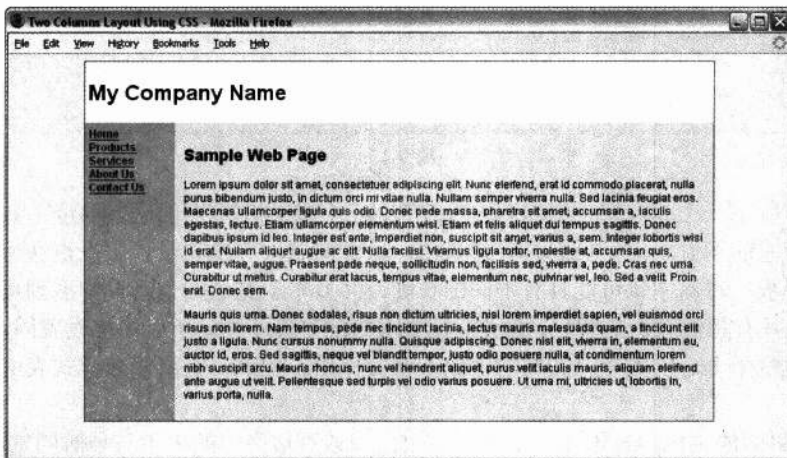 Two Columns Layout Using CSS - Mozilla Firefox
File Edit View History Bookmarks Tools Help
My Company Name
Home
Products
Services
About Us
Contact Us
Sample Web Page
Lorem ipsum dolor sit amet, consectetuer adipiscing elit. Nunc eleifend, erat id commodo placerat, nulla
purus bibendum justo, in dictum orci mi vitae nulla. Nullam semper viverra nulla. Sed lacinia feugiat eros.
Maecenas ullamcorper ligula quis odio. Donec pede massa, pharetra sit amet, accumsan a, iaculis
egestas, lectus. Etiam ullamcorper elementum wisi. Etiam et felis aliquet dui tempus sagittis. Donec
dapibus ipsum id leo. Integer est ante, imperdiet non, suscipit sit amet, varius a, sem. Integer lobortis wisi
id erat. Nullam aliquet augue ac elit. Nulla facilisi. Vivamus ligula tortor, molestie at, accumsan quis,
semper vitae, augue. Praesent pede neque, sollicitudin non, facilisis sed, viverra a, pede. Cras nec urna.
Curabitur ut metus. Curabitur erat lacus, tempus vitae, elementum nec, pulvinar vel, leo. Sed a velit. Proin
erat. Donec sem.
Mauris quis urna. Donec sodales, risus non dictum ultricies, nisl lorem imperdiet sapien, vel euismod orci
risus non lorem. Nam tempus, pede nec tincidunt lacinia, lectus mauris malesuada quam, a tincidunt elit
justo a ligula. Nunc cursus nonummy nulla. Quisque adipiscing. Donec nisl elit, viverra in, elementum eu,
auctor id, eros. Sed sagittis, neque vel blandit tempor, justo odio posuere nulla, at condimentum lorem
nibh suscipit arcu. Mauris rhoncus, nunc vel hendrerit aliquet, purus velit iaculis mauris, aliquam eleifend
ante augue ut velit. Pellentesque sed turpis vel odio varius posuere. Ut urna mi, ultricies ut, lobortis in,
varius porta, nulla.